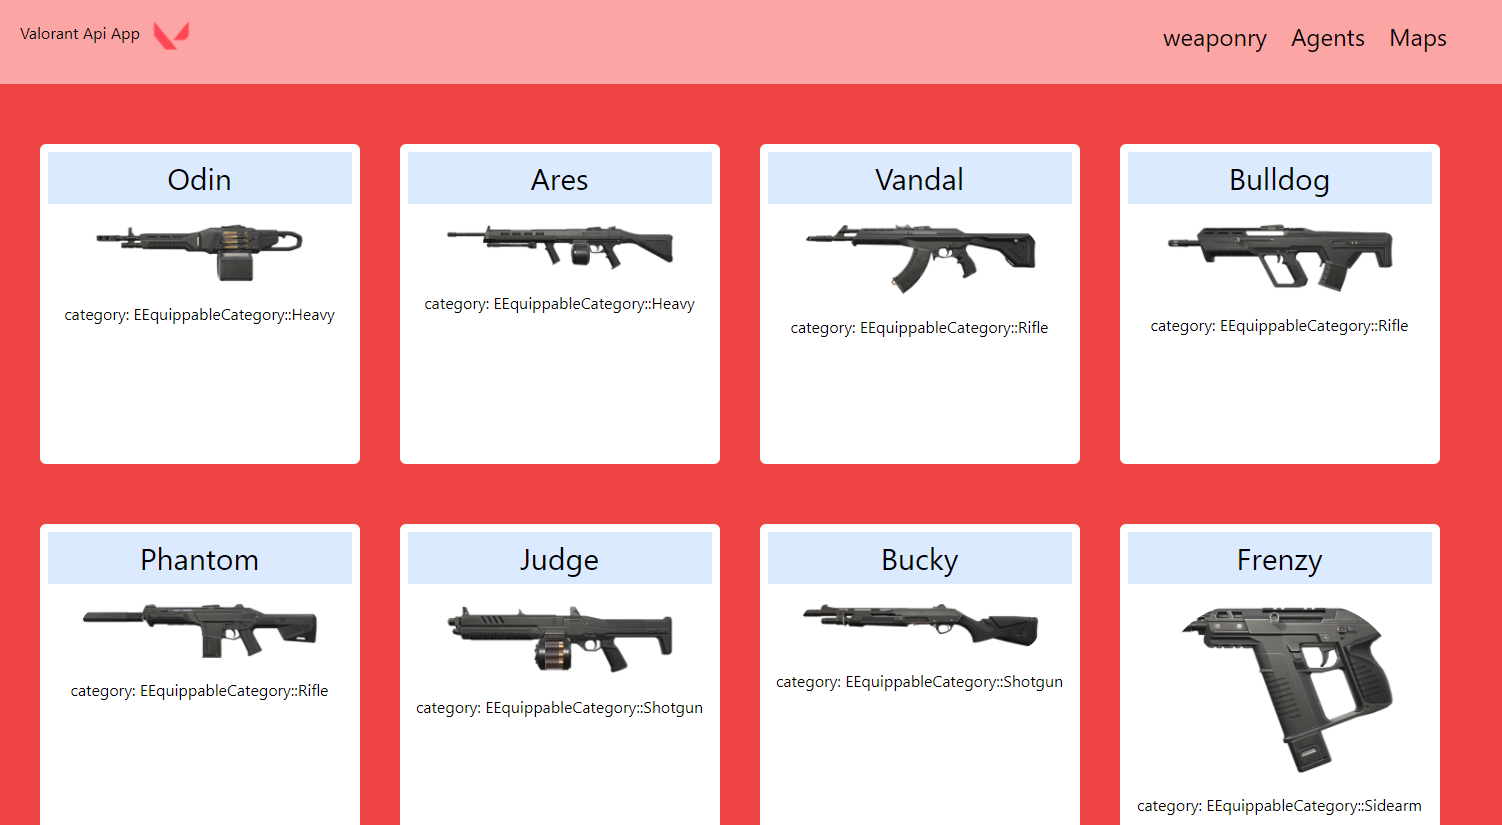 Valorant Api App
weaponry Agents Maps
Odin
category: EEquippableCategory::Heavy
Ares
category: EEquippableCategory::Heavy
Vandal
category: EEquippableCategory::Rifle
Bulldog
category: EEquippableCategory::Rifle
Phantom
category: EEquippableCategory::Rifle
Judge
category: EEquippableCategory::Shotgun
Bucky
category: EEquippableCategory::Shotgun
Frenzy
category: EEquippableCategory::Sidearm